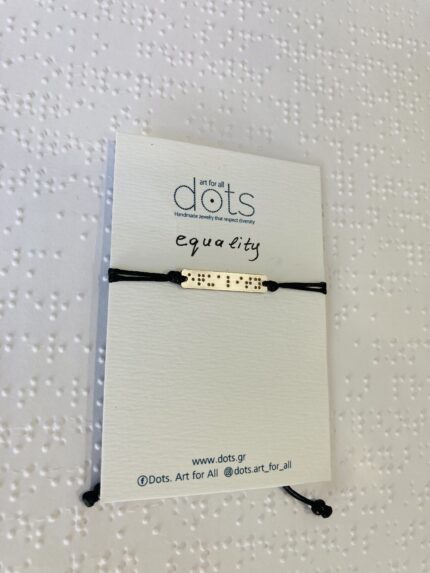 art for all
dots
Handmade Jewelry that respect diversity
equality
www.dots.gr
Dots. Art for All dots.art_for_all